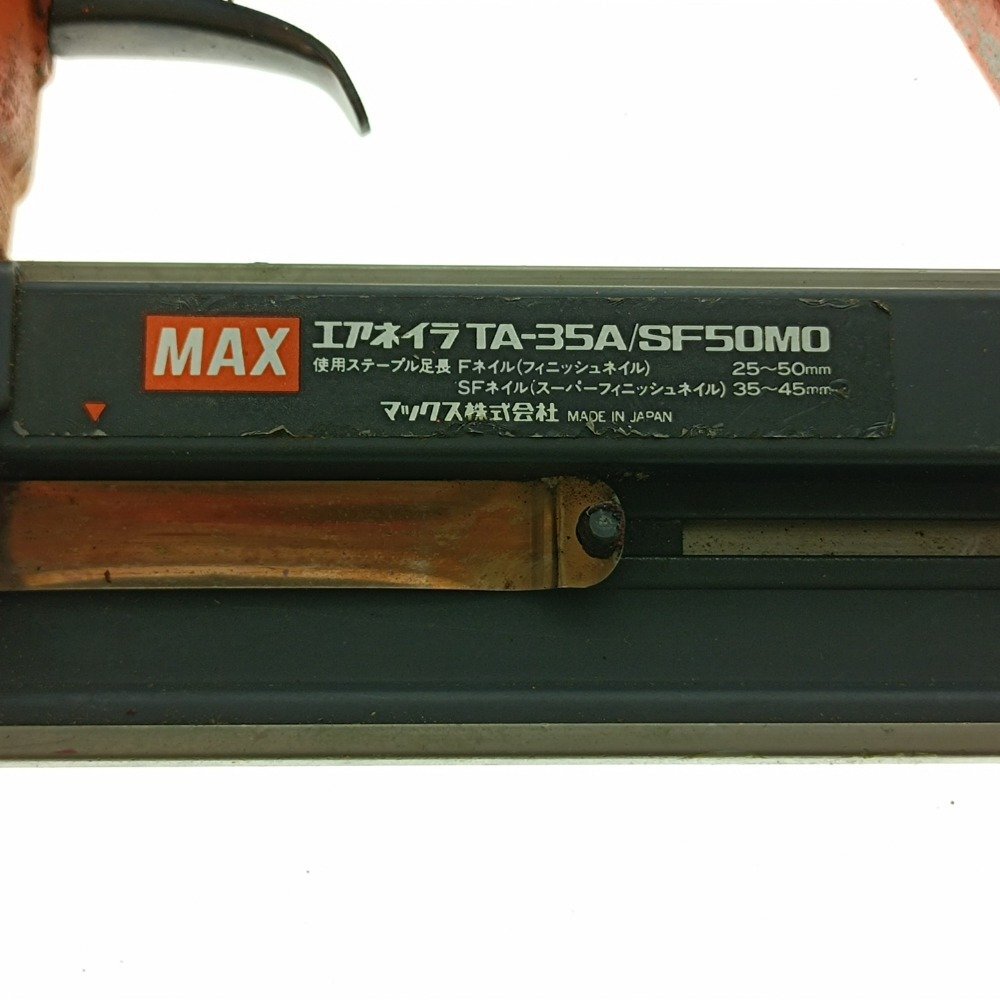 MAX エアネイラ TA-35A/SF50MO
使用ステープル足長 Fネイル(フィニッシュネイル) 25〜50mm
SFネイル(スーパーフィニッシュネイル) 35〜45mm
マックス株式会社 MADE IN JAPAN